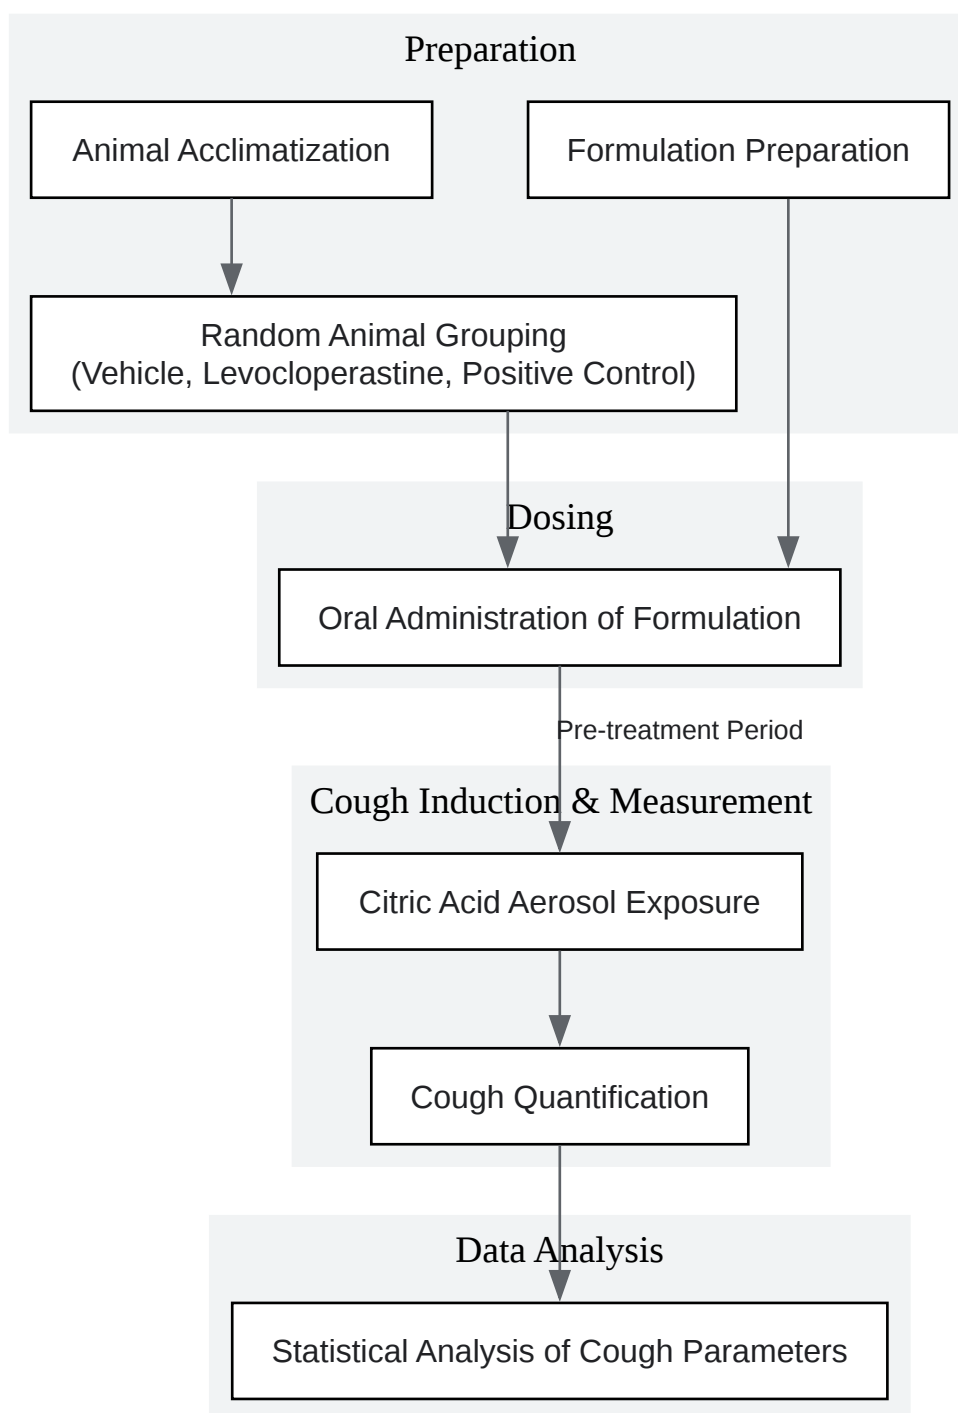 Preparation
Animal Acclimatization
Formulation Preparation
Random Animal Grouping
(Vehicle, Levocloperastine, Positive Control)
Dosing
Oral Administration of Formulation
Pre-treatment Period
Cough Induction & Measurement
Citric Acid Aerosol Exposure
Cough Quantification
Data Analysis
Statistical Analysis of Cough Parameters